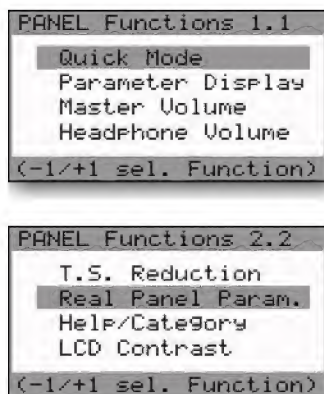 PANEL Functions 1.1
Quick Mode
Parameter Display
Master Volume
Headphone Volume
(-1/+1 sel. Function)
PANEL Functions 2.2
T.S. Reduction
Real Panel Param.
Help/Category
LCD Contrast
(-1/+1 sel. Function)